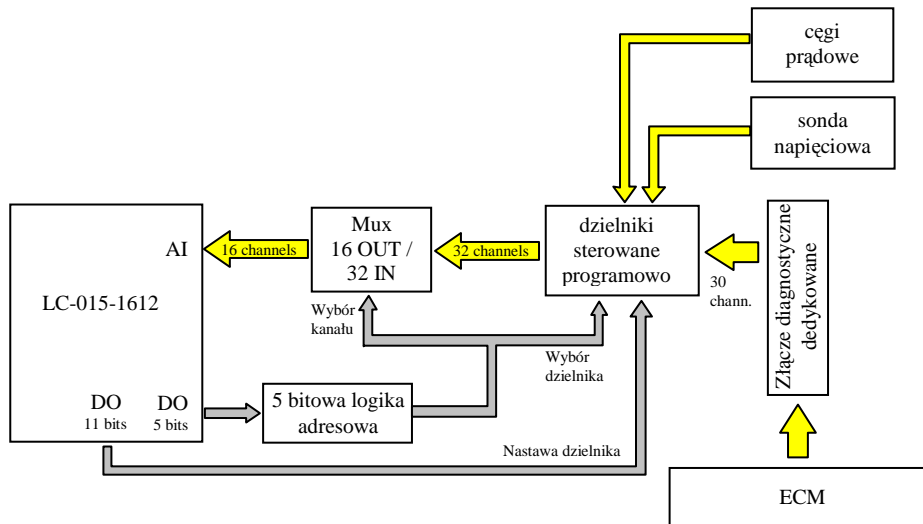 cęgi
prądowe
sonda
napięciowa
Mux
16 OUT /
32 IN
dzielniki
sterowane
programowo
AI
16 channels
32 channels
30
chann.
Złącze diagnostyczne
dedykowane
LC-015-1612
Wybór
kanału
Wybór
dzielnika
DO
11 bits
DO
5 bits
5 bitowa logika
adresowa
Nastawa dzielnika
ECM